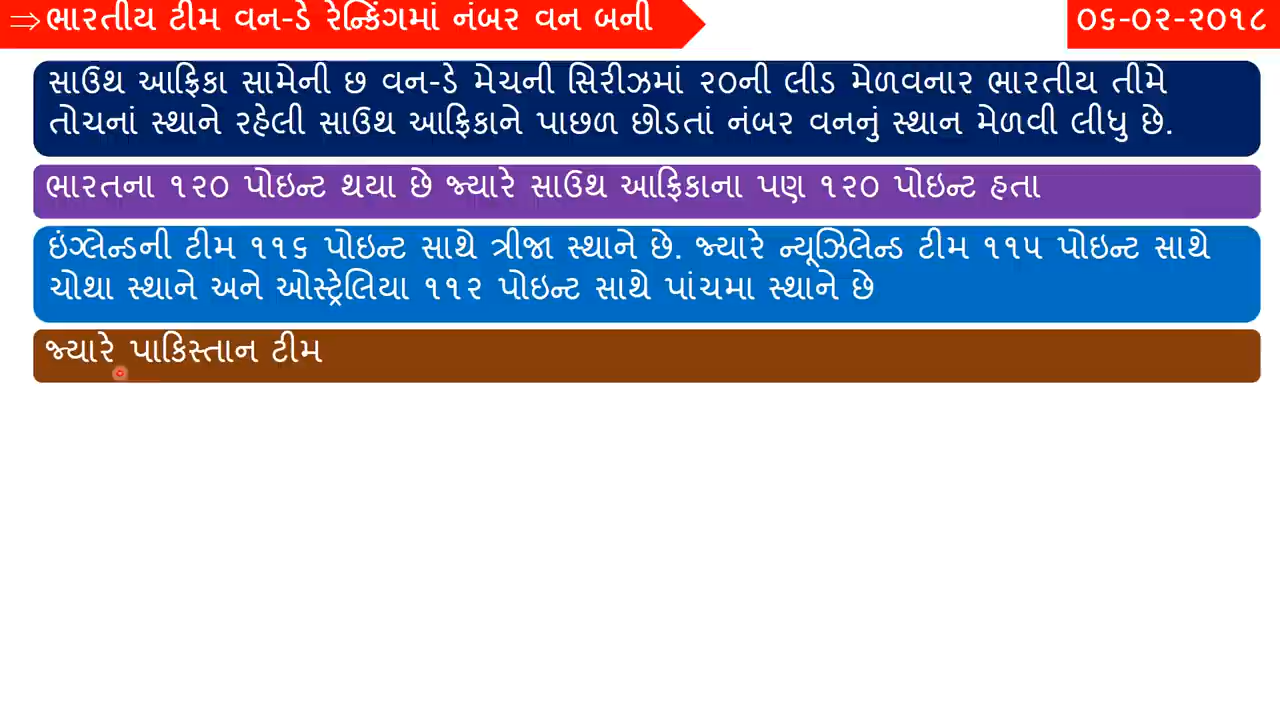 ⇒ભારતીય ટીમ વન-ડે રેન્કિંગમાં નંબર વન બની
૦૬-૦૨-૨૦૧૮
સાઉથ આફ્રિકા સામેની છ વન-ડે મેચની સિરીઝમાં ૨૦ની લીડ મેળવનાર ભારતીય તીમે
તોચનાં સ્થાને રહેલી સાઉથ આફ્રિકાને પાછળ છોડતાં નંબર વનનું સ્થાન મેળવી લીધુ છે.
ભારતના ૧૨૦ પોઇન્ટ થયા છે જ્યારે સાઉથ આફ્રિકાના પણ ૧૨૦ પોઇન્ટ હતા
ઇંગ્લેન્ડની ટીમ ૧૧૬ પોઇન્ટ સાથે ત્રીજા સ્થાને છે. જ્યારે ન્યૂઝિલેન્ડ ટીમ ૧૧૫ પોઇન્ટ સાથે
ચોથા સ્થાને અને ઓસ્ટ્રેલિયા ૧૧૨ પોઇન્ટ સાથે પાંચમા સ્થાને છે
જ્યારે પાકિસ્તાન ટીમ